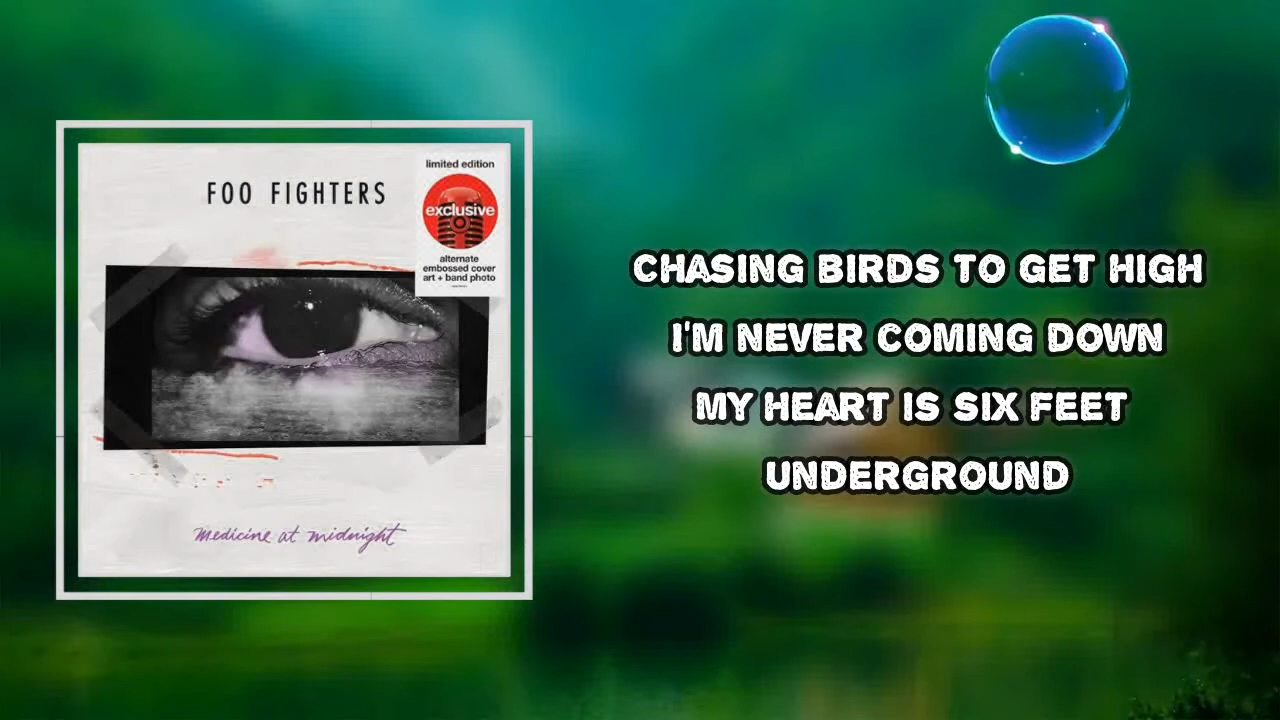 FOO FIGHTERS
limited edition
exclusive
alternate
embossed cover
art + band photo
medicine at midnight
CHASING BIRDS TO GET HIGH
I'M NEVER COMING DOWN
MY HEART IS SIX FEET
UNDERGROUND